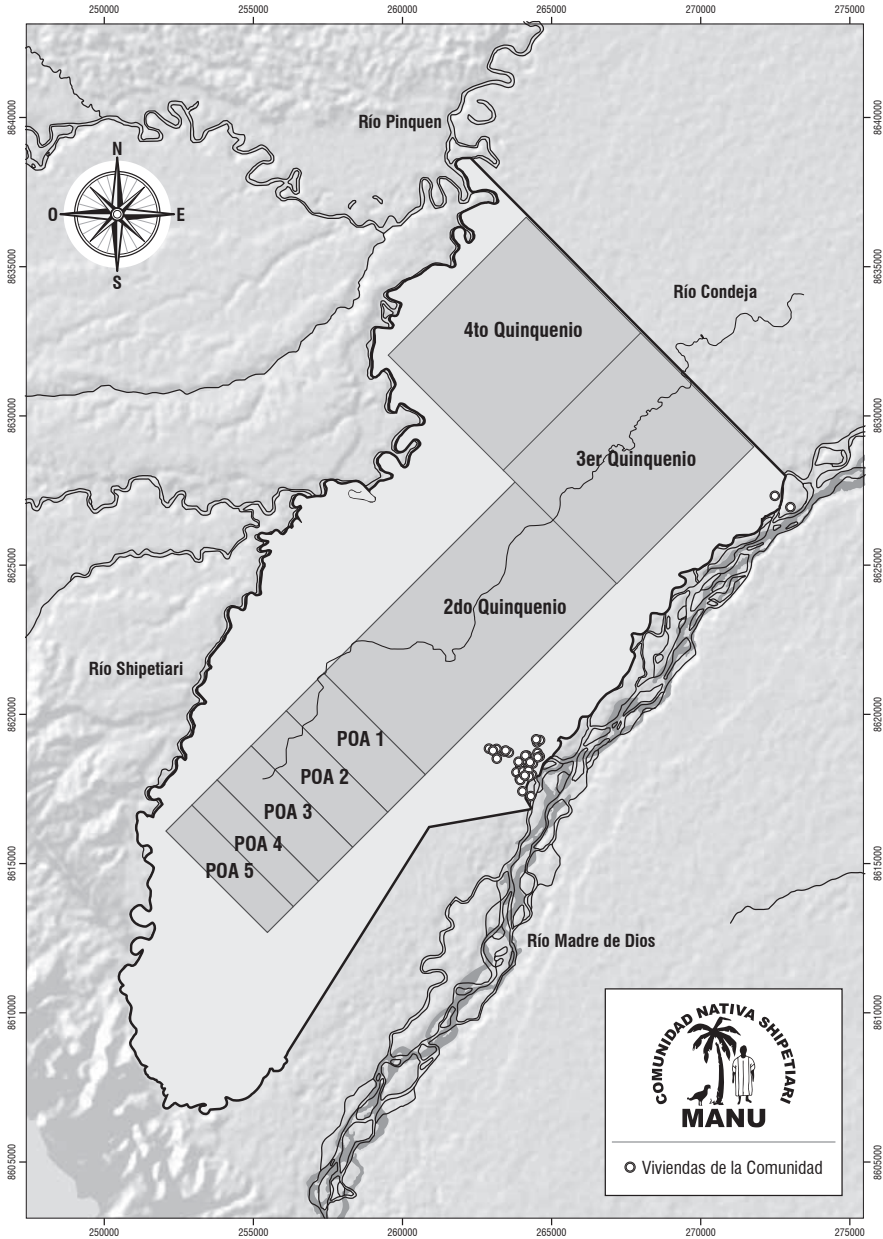 250000 255000 260000 265000 270000 275000
8640000 8640000
Río Pinquen
N
O E
S
8635000 8635000
Río Condeja
4to Quinquenio
8630000 8630000
3er Quinquenio
8625000 8625000
2do Quinquenio
Río Shipetiari
8620000 8620000
POA 1
POA 2
POA 3
POA 4
POA 5
8615000 8615000
Río Madre de Dios
8610000 8610000
COMUNIDAD NATIVA SHIPETIARI
MANU
Viviendas de la Comunidad
8605000 8605000
250000 255000 260000 265000 270000 275000